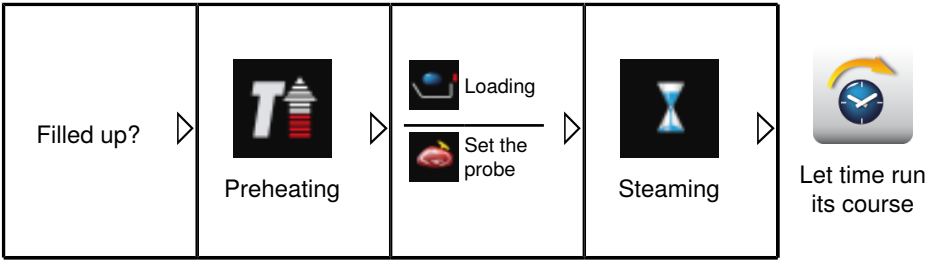 Filled up?
T
Preheating
Loading
Set the
probe
Steaming
Let time run
its course